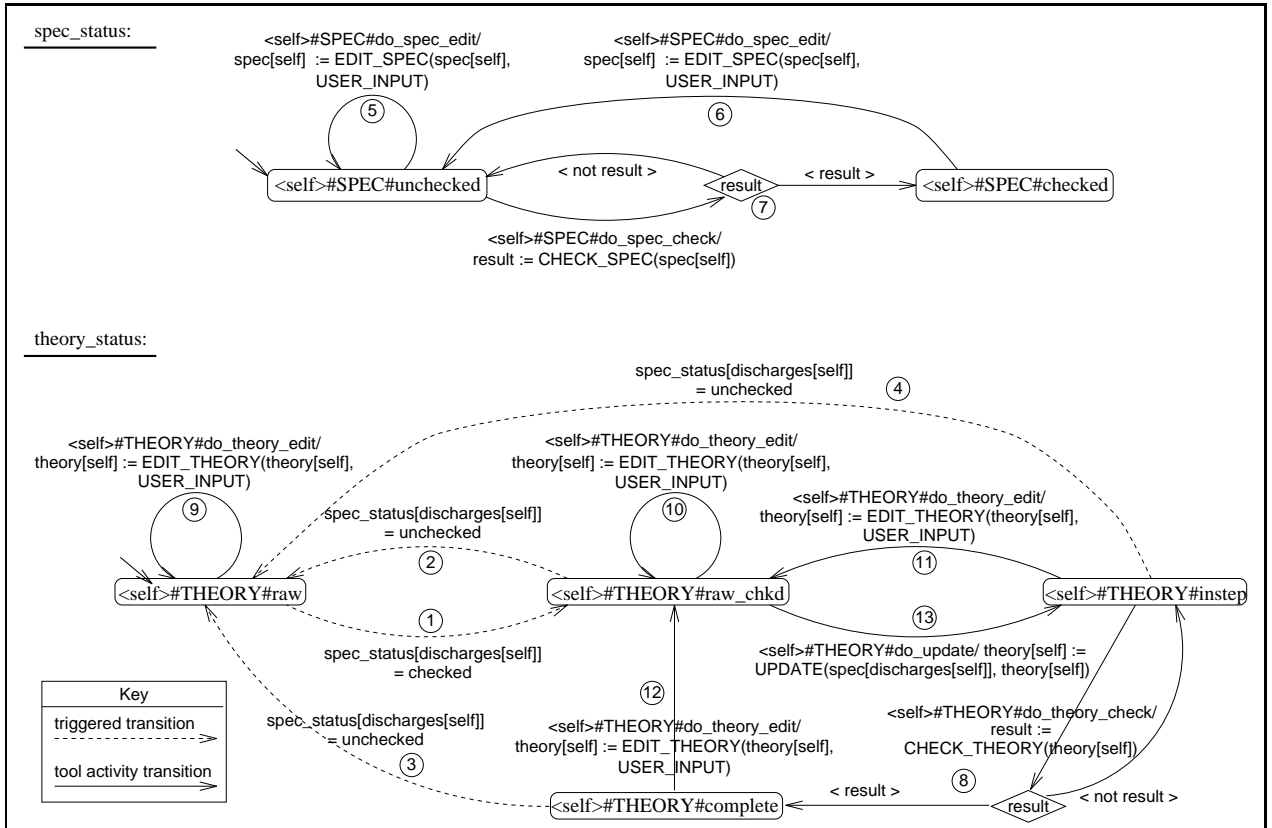 spec_status:
<self>#SPEC#do_spec_edit/
spec[self] := EDIT_SPEC(spec[self],
USER_INPUT)
5
<self>#SPEC#do_spec_edit/
spec[self] := EDIT_SPEC(spec[self],
USER_INPUT)
6
<self>#SPEC#unchecked
< not result >
result
7
< result >
<self>#SPEC#checked
<self>#SPEC#do_spec_check/
result := CHECK_SPEC(spec[self])
theory_status:
spec_status[discharges[self]]
= unchecked
4
<self>#THEORY#do_theory_edit/
theory[self] := EDIT_THEORY(theory[self],
USER_INPUT)
9
<self>#THEORY#do_theory_edit/
theory[self] := EDIT_THEORY(theory[self],
USER_INPUT)
10
<self>#THEORY#do_theory_edit/
theory[self] := EDIT_THEORY(theory[self],
USER_INPUT)
11
spec_status[discharges[self]]
= unchecked
2
<self>#THEORY#raw
<self>#THEORY#raw_chkd
<self>#THEORY#instep
1
spec_status[discharges[self]]
= checked
13
<self>#THEORY#do_update/ theory[self] :=
UPDATE(spec[discharges[self]], theory[self])
Key
triggered transition
tool activity transition
spec_status[discharges[self]]
= unchecked
3
12
<self>#THEORY#do_theory_edit/
theory[self] := EDIT_THEORY(theory[self],
USER_INPUT)
<self>#THEORY#do_theory_check/
result :=
CHECK_THEORY(theory[self])
8
<self>#THEORY#complete
< result >
result
< not result >